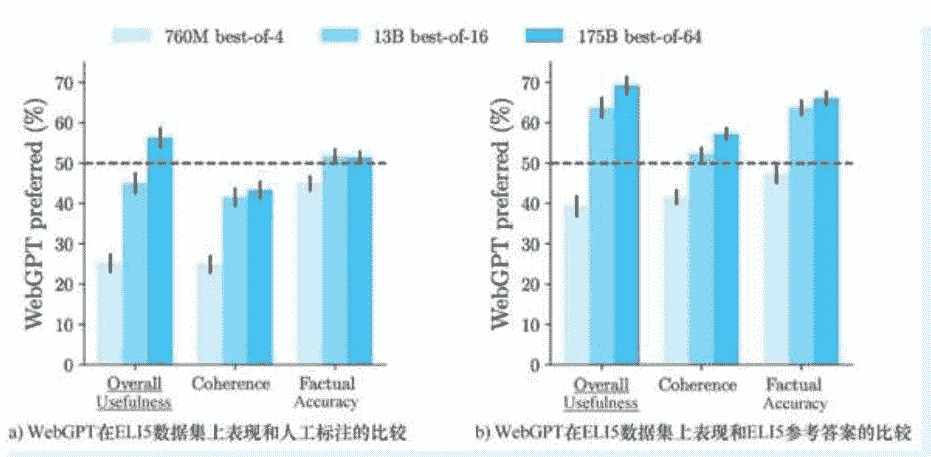 760M best-of-4 13B best-of-16 175B best-of-64
WebGPT preferred (%)
70
60
50
40
30
20
10
0
Overall Usefulness
Coherence
Factual Accuracy
a) WebGPT在ELI5数据集上表现和人工标注的比较
WebGPT preferred (%)
70
60
50
40
30
20
10
0
Overall Usefulness
Coherence
Factual Accuracy
b) WebGPT在ELI5数据集上表现和ELI5参考答案的比较